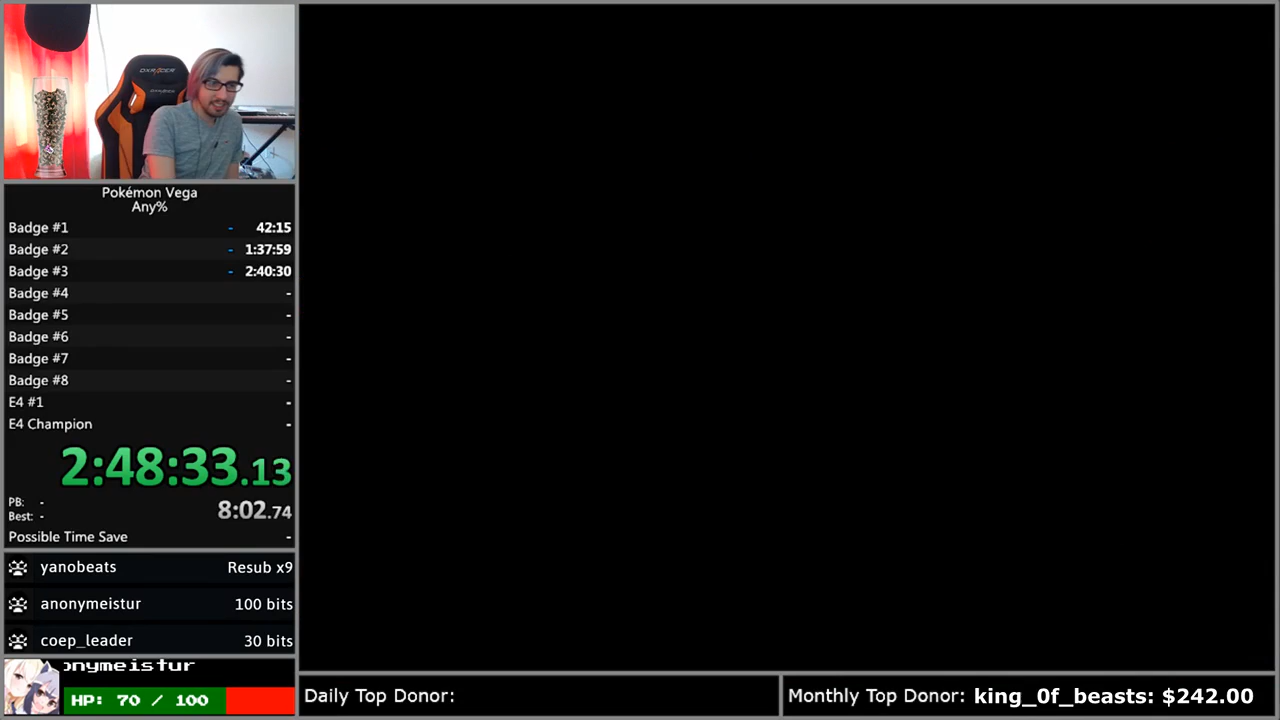 DXRACER
Pokémon Vega
Any%
Badge #1 - 42:15
Badge #2 - 1:37:59
Badge #3 - 2:40:30
Badge #4 -
Badge #5 -
Badge #6 -
Badge #7 -
Badge #8 -
E4 #1 -
E4 Champion -
2:48:33.13
PB: - 8:02.74
Best: -
Possible Time Save -
yanobeats Resub x9
anonymeistur 100 bits
coep_leader 30 bits
onymeistur
HP: 70 / 100
Daily Top Donor:
Monthly Top Donor: king_0f_beasts: $242.00